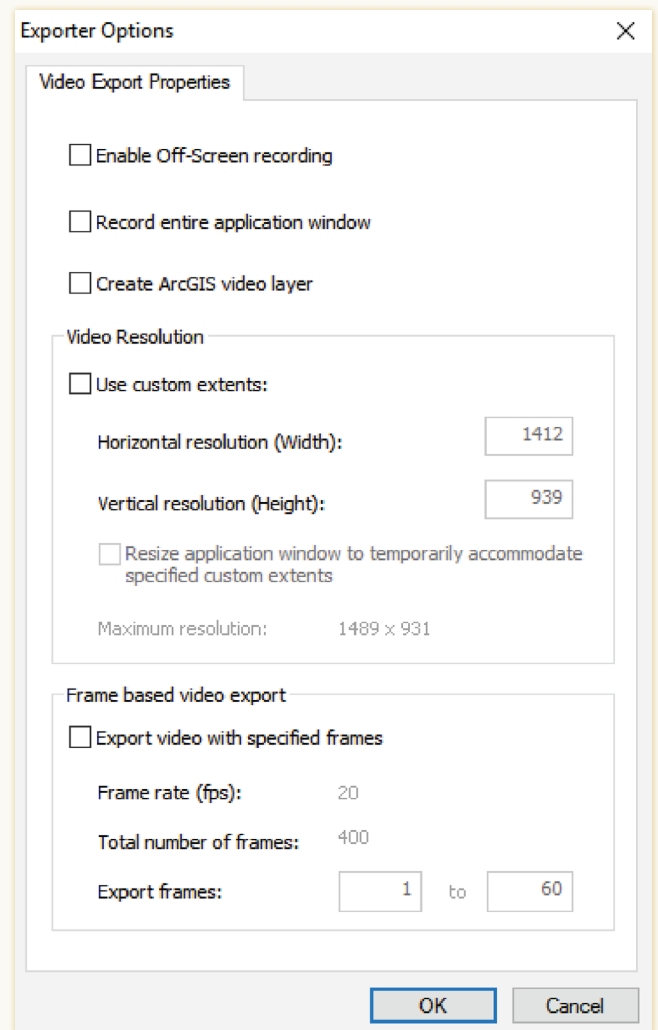 Exporter Options
Video Export Properties
Enable Off-Screen recording
Record entire application window
Create ArcGIS video layer
Video Resolution
Use custom extents:
Horizontal resolution (Width): 1412
Vertical resolution (Height): 939
Resize application window to temporarily accommodate
specified custom extents
Maximum resolution: 1489 x 931
Frame based video export
Export video with specified frames
Frame rate (fps): 20
Total number of frames: 400
Export frames: 1 to 60
OK Cancel